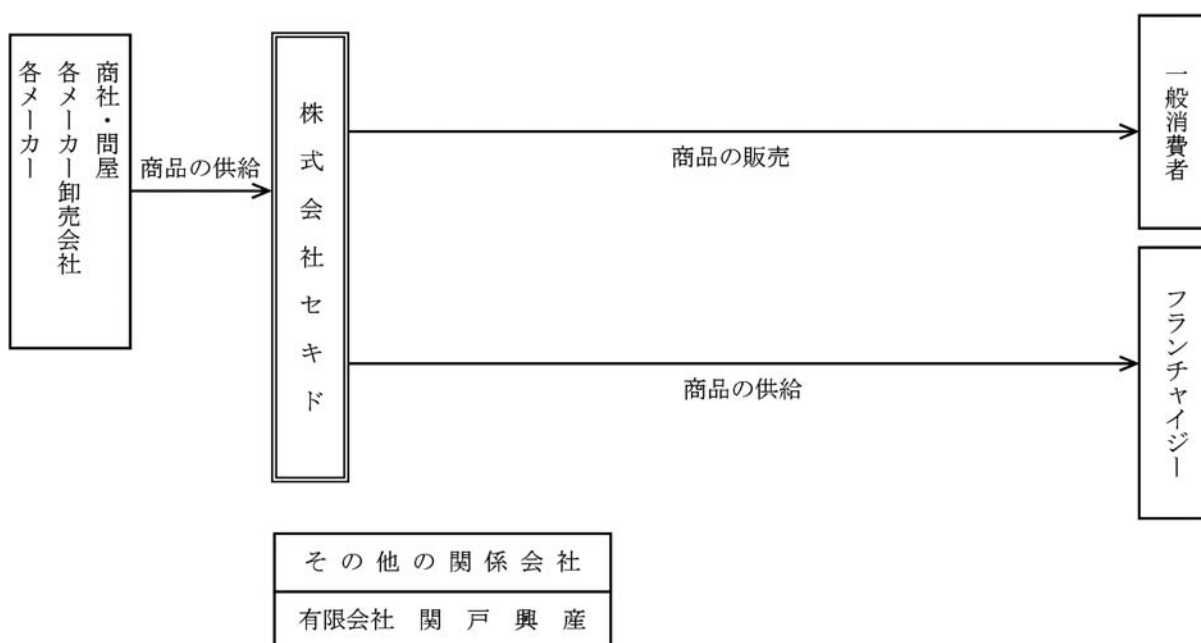 商社・問屋
各メーカー卸売会社
各メーカー
商品の供給
株式会社セキド
商品の販売
一般消費者
商品の供給
フランチャイジー
その他の関係会社
有限会社 関戸興産